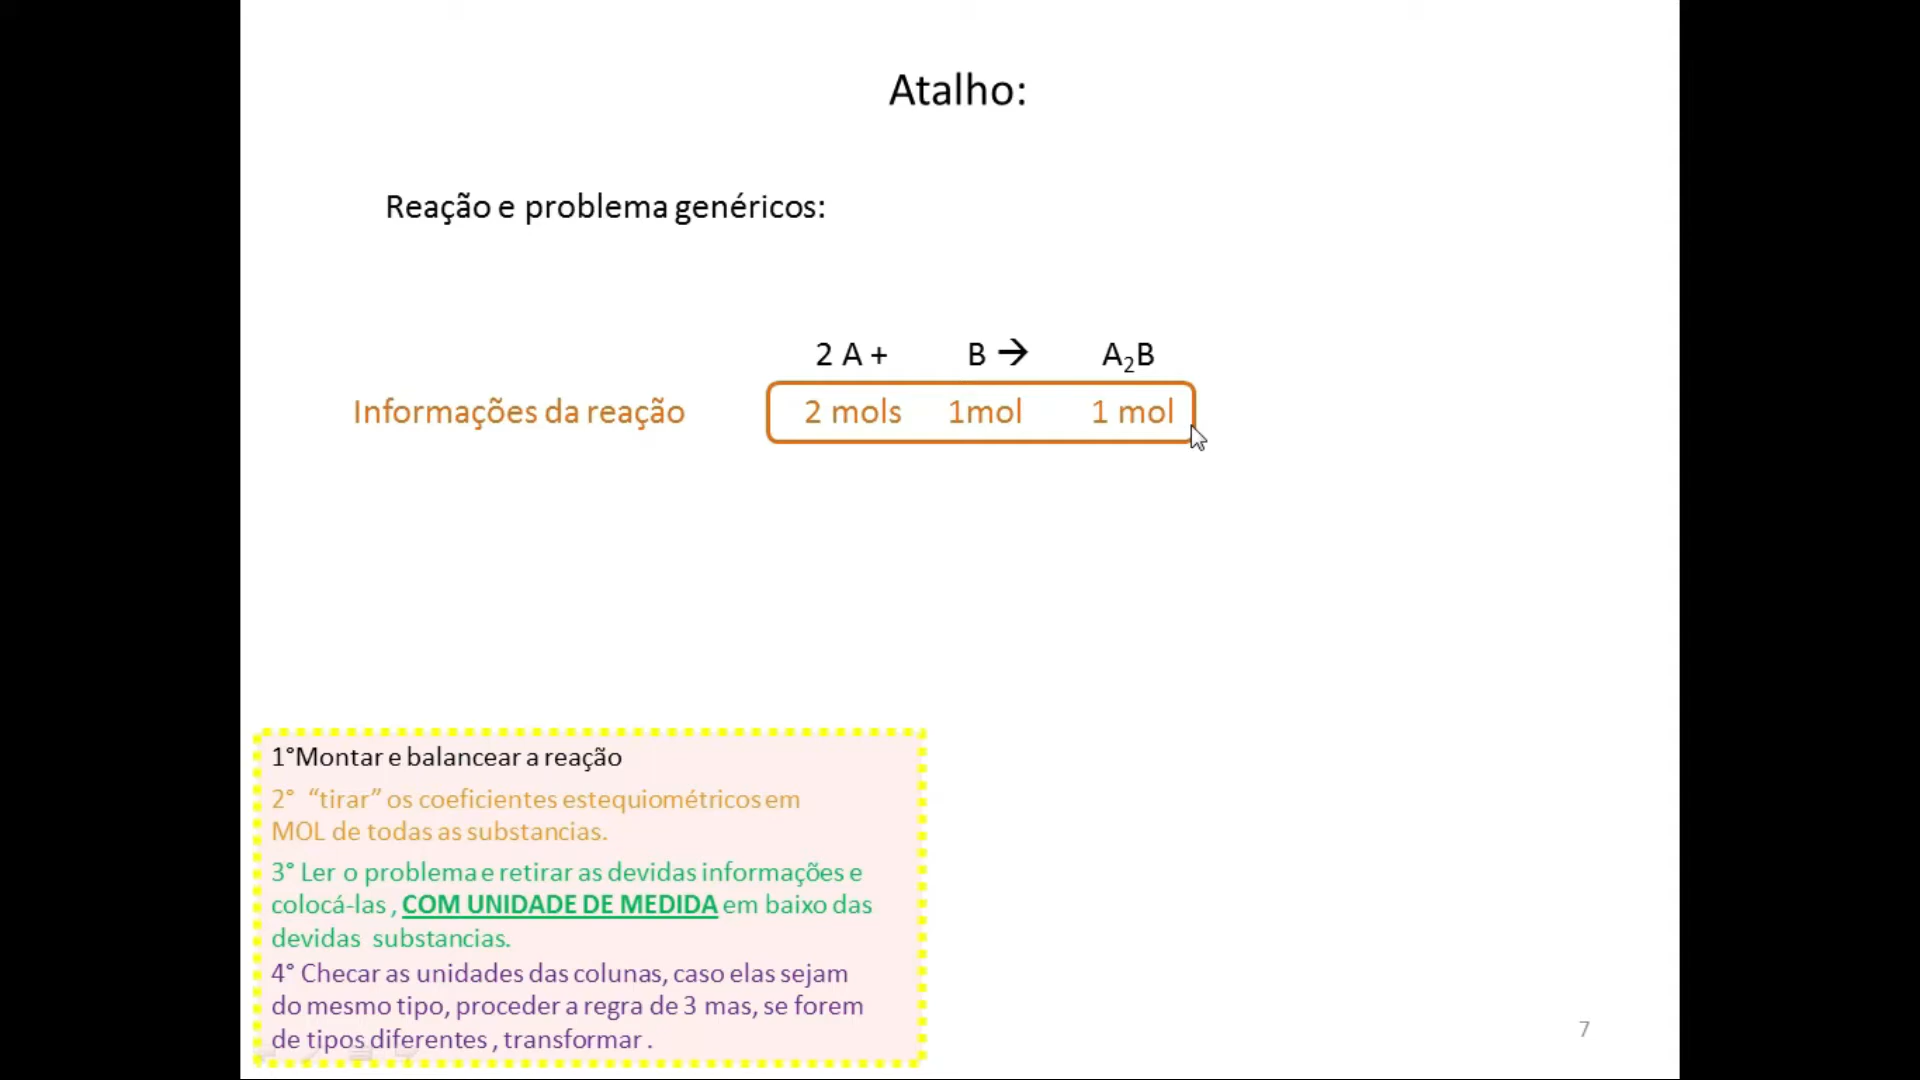 Atalho:
Reação e problema genéricos:
2 A + B → A₂B
Informações da reação 2 mols 1mol 1 mol
1°Montar e balancear a reação
2° “tirar” os coeficientes estequiométricos em
MOL de todas as substancias.
3° Ler o problema e retirar as devidas informações e
colocá-las , COM UNIDADE DE MEDIDA em baixo das
devidas substancias.
4° Checar as unidades das colunas, caso elas sejam
do mesmo tipo, proceder a regra de 3 mas, se forem
de tipos diferentes , transformar .
7